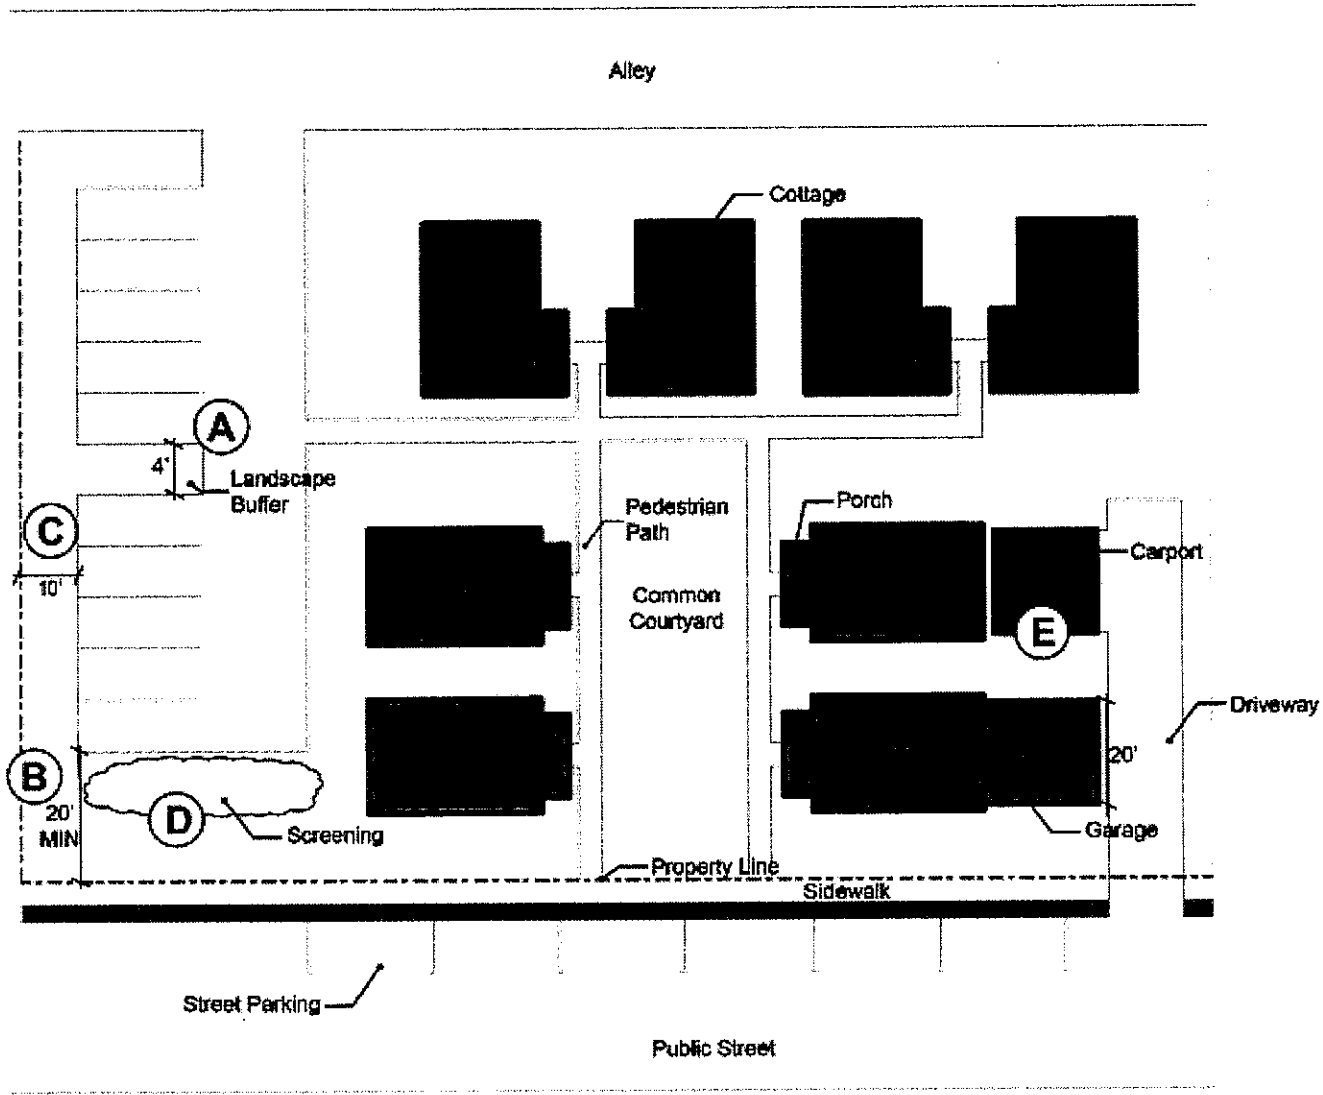 Alley
Cottage
A
4'
Landscape
Buffer
Pedestrian
Path
Porch
C
Carport
10'
Common
Courtyard
E
Driveway
B
20'
20'
MIN
D
Screening
Garage
Property Line
Sidewalk
Street Parking
Public Street